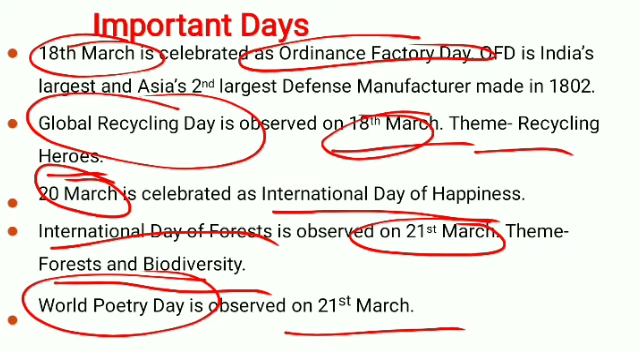 Important Days
18th March is celebrated as Ordinance Factory Day. OFD is India's
largest and Asia's 2nd largest Defense Manufacturer made in 1802.
Global Recycling Day is observed on 18th March. Theme- Recycling
Heroes.
20 March is celebrated as International Day of Happiness.
International Day of Forests is observed on 21st March. Theme-
Forests and Biodiversity.
World Poetry Day is observed on 21st March.